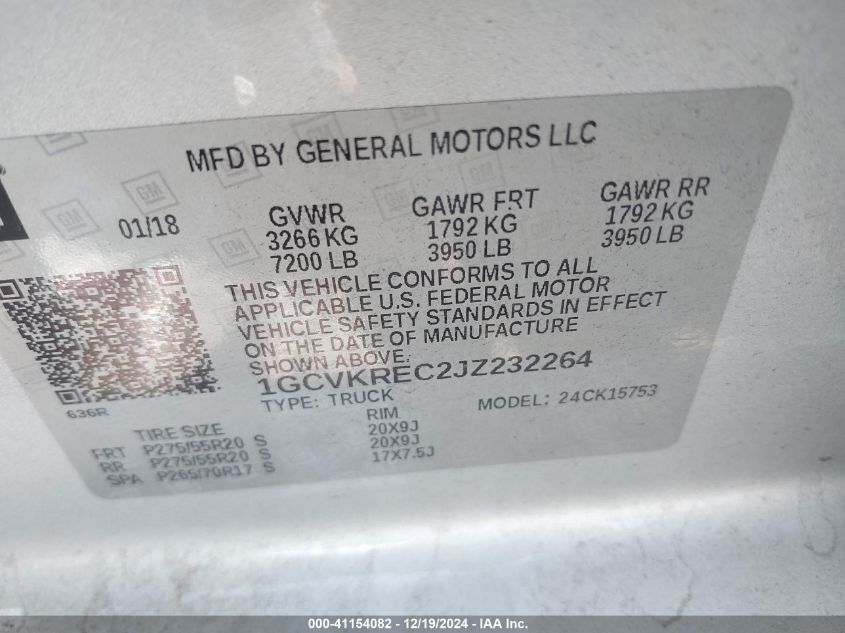 MFD BY GENERAL MOTORS LLC
01/18
GVWR GAWR FRT GAWR RR
3266 KG 1792 KG 1792 KG
7200 LB 3950 LB 3950 LB
THIS VEHICLE CONFORMS TO ALL
APPLICABLE U.S. FEDERAL MOTOR
VEHICLE SAFETY STANDARDS IN EFFECT
ON THE DATE OF MANUFACTURE
SHOWN ABOVE.
1GCVKREC2JZ232264
TYPE: TRUCK MODEL: 24CK15753
636R
TIRE SIZE RIM
FRT P275/55R20 S 20X9J
RR P275/55R20 S 20X9J
SPA P265/70R17 S 17X7.5J
000-41154082 - 12/19/2024 - IAA Inc.